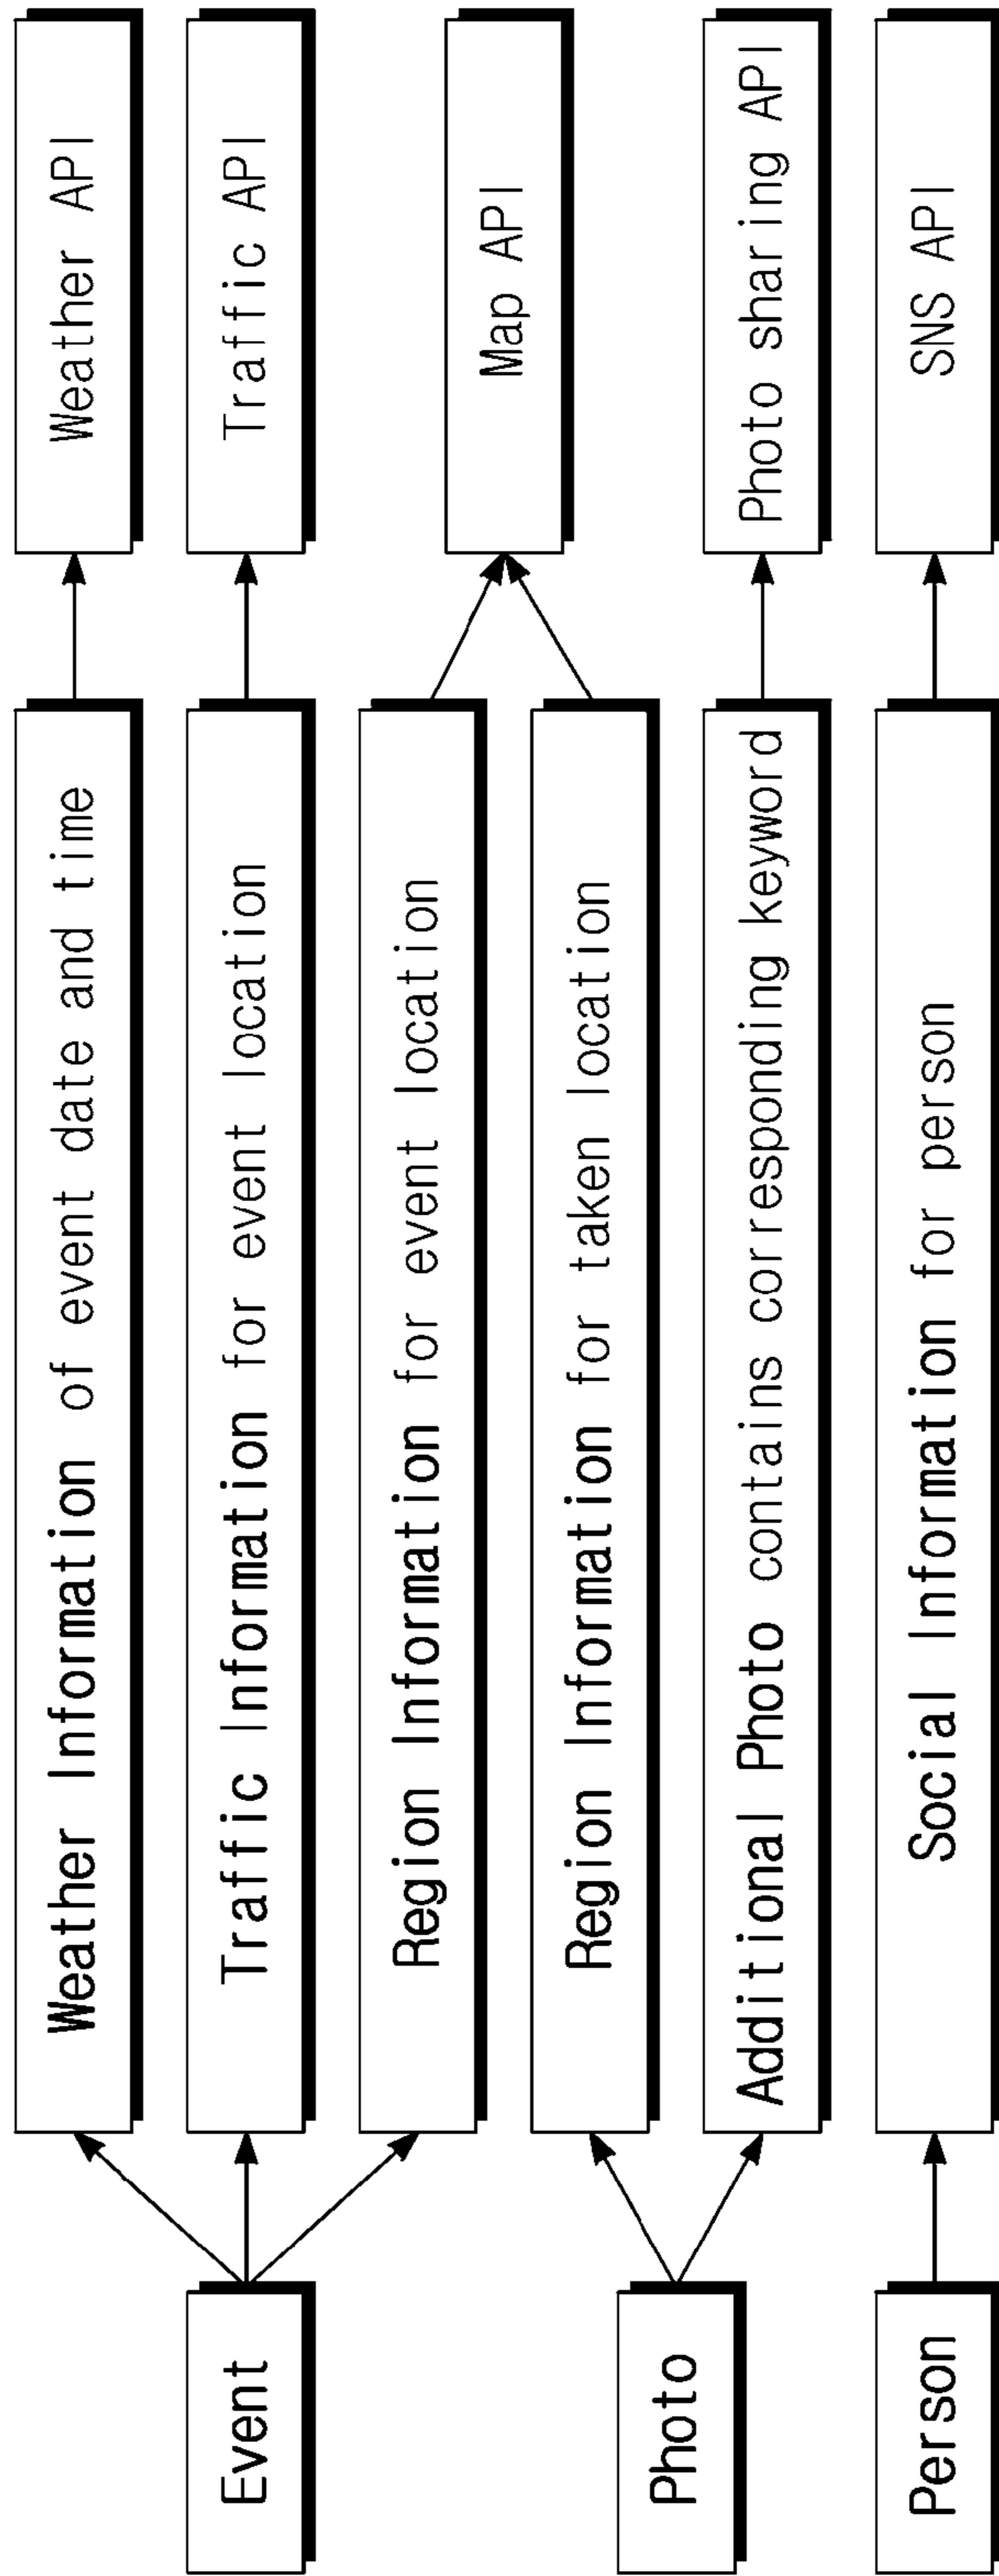 Event
Photo
Person
Weather Information of event date and time
Traffic Information for event location
Region Information for event location
Region Information for taken location
Additional Photo contains corresponding keyword
Social Information for person
Weather API
Traffic API
Map API
Photo sharing API
SNS API